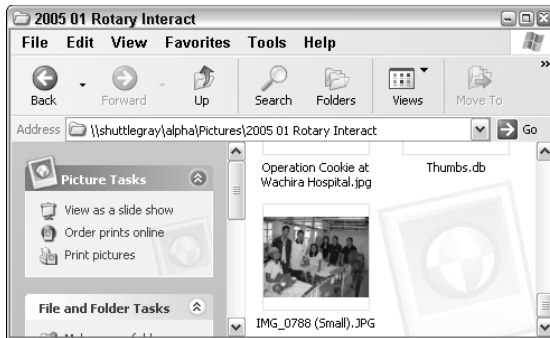 2005 01 Rotary Interact
File Edit View Favorites Tools Help
Back Forward Up Search Folders Views Move To
Address \\shuttlegray\alpha\Pictures\2005 01 Rotary Interact Go
Picture Tasks
View as a slide show
Order prints online
Print pictures
File and Folder Tasks
Operation Cookie at
Wachira Hospital.jpg
Thumbs.db
IMG_0788 (Small).JPG